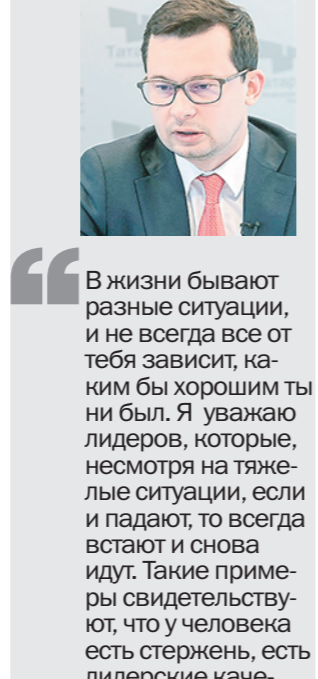 В жизни бывают
разные ситуации,
и не всегда все от
тебя зависит, ка-
ким бы хорошим ты
ни был. Я уважаю
лидеров, которые,
несмотря на тяже-
лые ситуации, если
и падают, то всегда
встают и снова
идут. Такие приме-
ры свидетельству-
ют, что у человека
есть стержень, есть
лидерские каче-